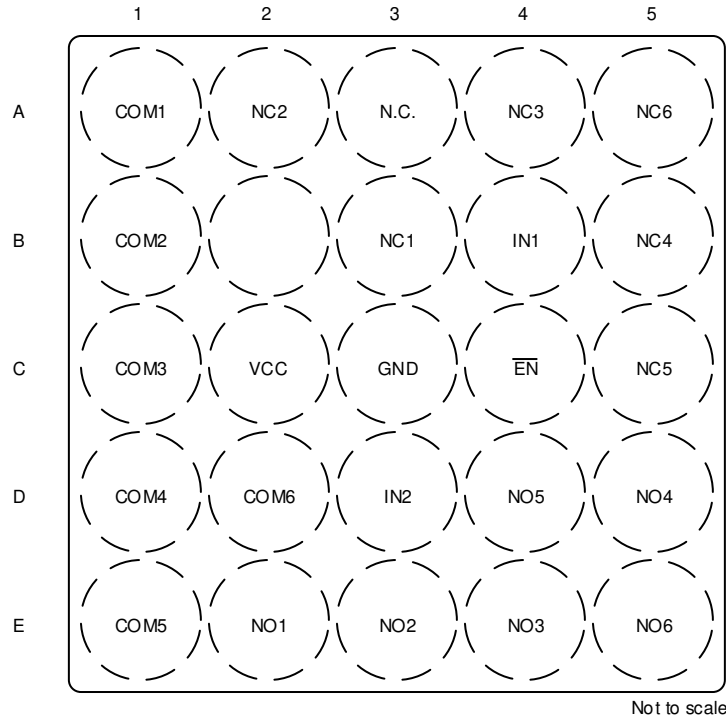 1 2 3 4 5
A COM1 NC2 N.C. NC3 NC6
B COM2 NC1 IN1 NC4
C COM3 VCC GND E̅N̅ NC5
D COM4 COM6 IN2 NO5 NO4
E COM5 NO1 NO2 NO3 NO6
Not to scale